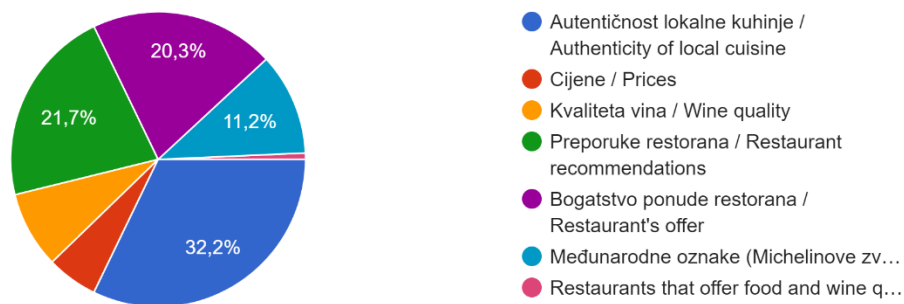 20,3%
21,7%
11,2%
32,2%
Autentičnost lokalne kuhinje /
Authenticity of local cuisine
Cijene / Prices
Kvaliteta vina / Wine quality
Preporuke restorana / Restaurant
recommendations
Bogatstvo ponude restorana /
Restaurant's offer
Međunarodne oznake (Michelinove zv…
Restaurants that offer food and wine q…